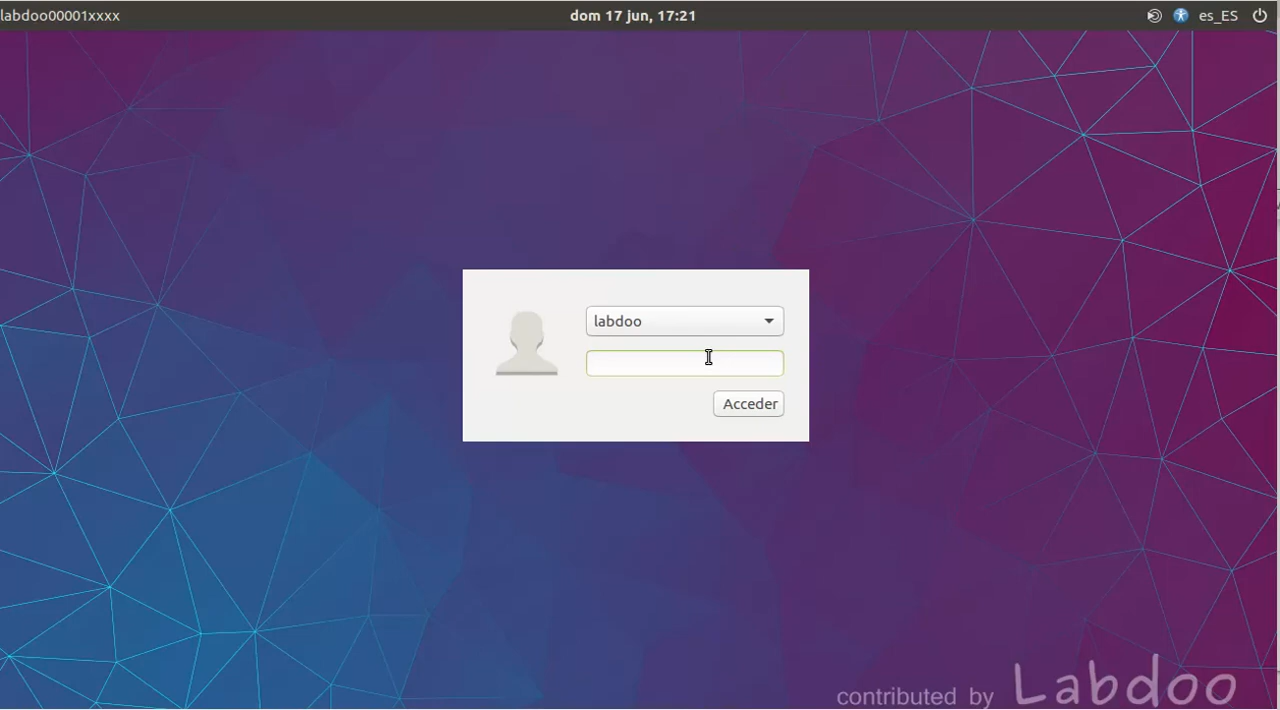 labdoo00001xxxx dom 17 jun, 17:21 es_ES
labdoo
Acceder
contributed by Labdoo